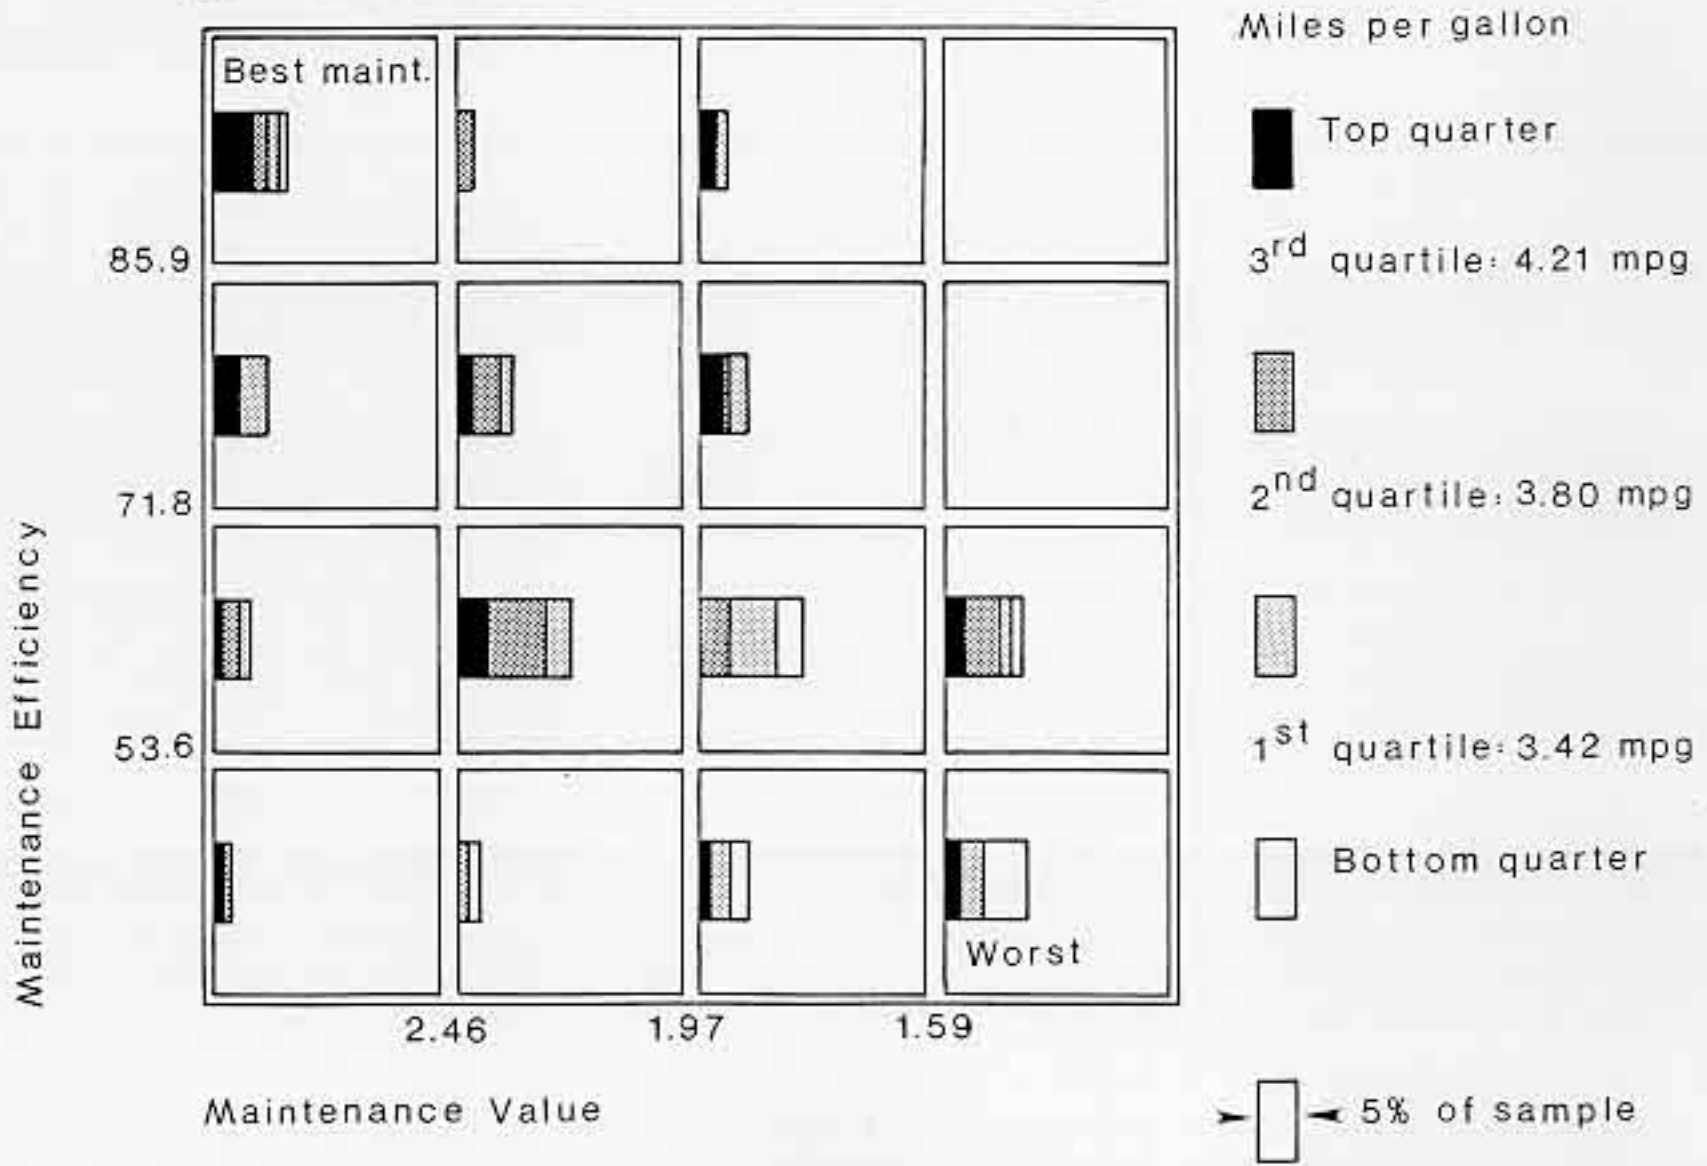 Miles per gallon
Best maint.
Top quarter
85.9
3rd quartile: 4.21 mpg
71.8
2nd quartile: 3.80 mpg
Maintenance Efficiency
53.6
1st quartile: 3.42 mpg
Bottom quarter
Worst
2.46 1.97 1.59
Maintenance Value
5% of sample